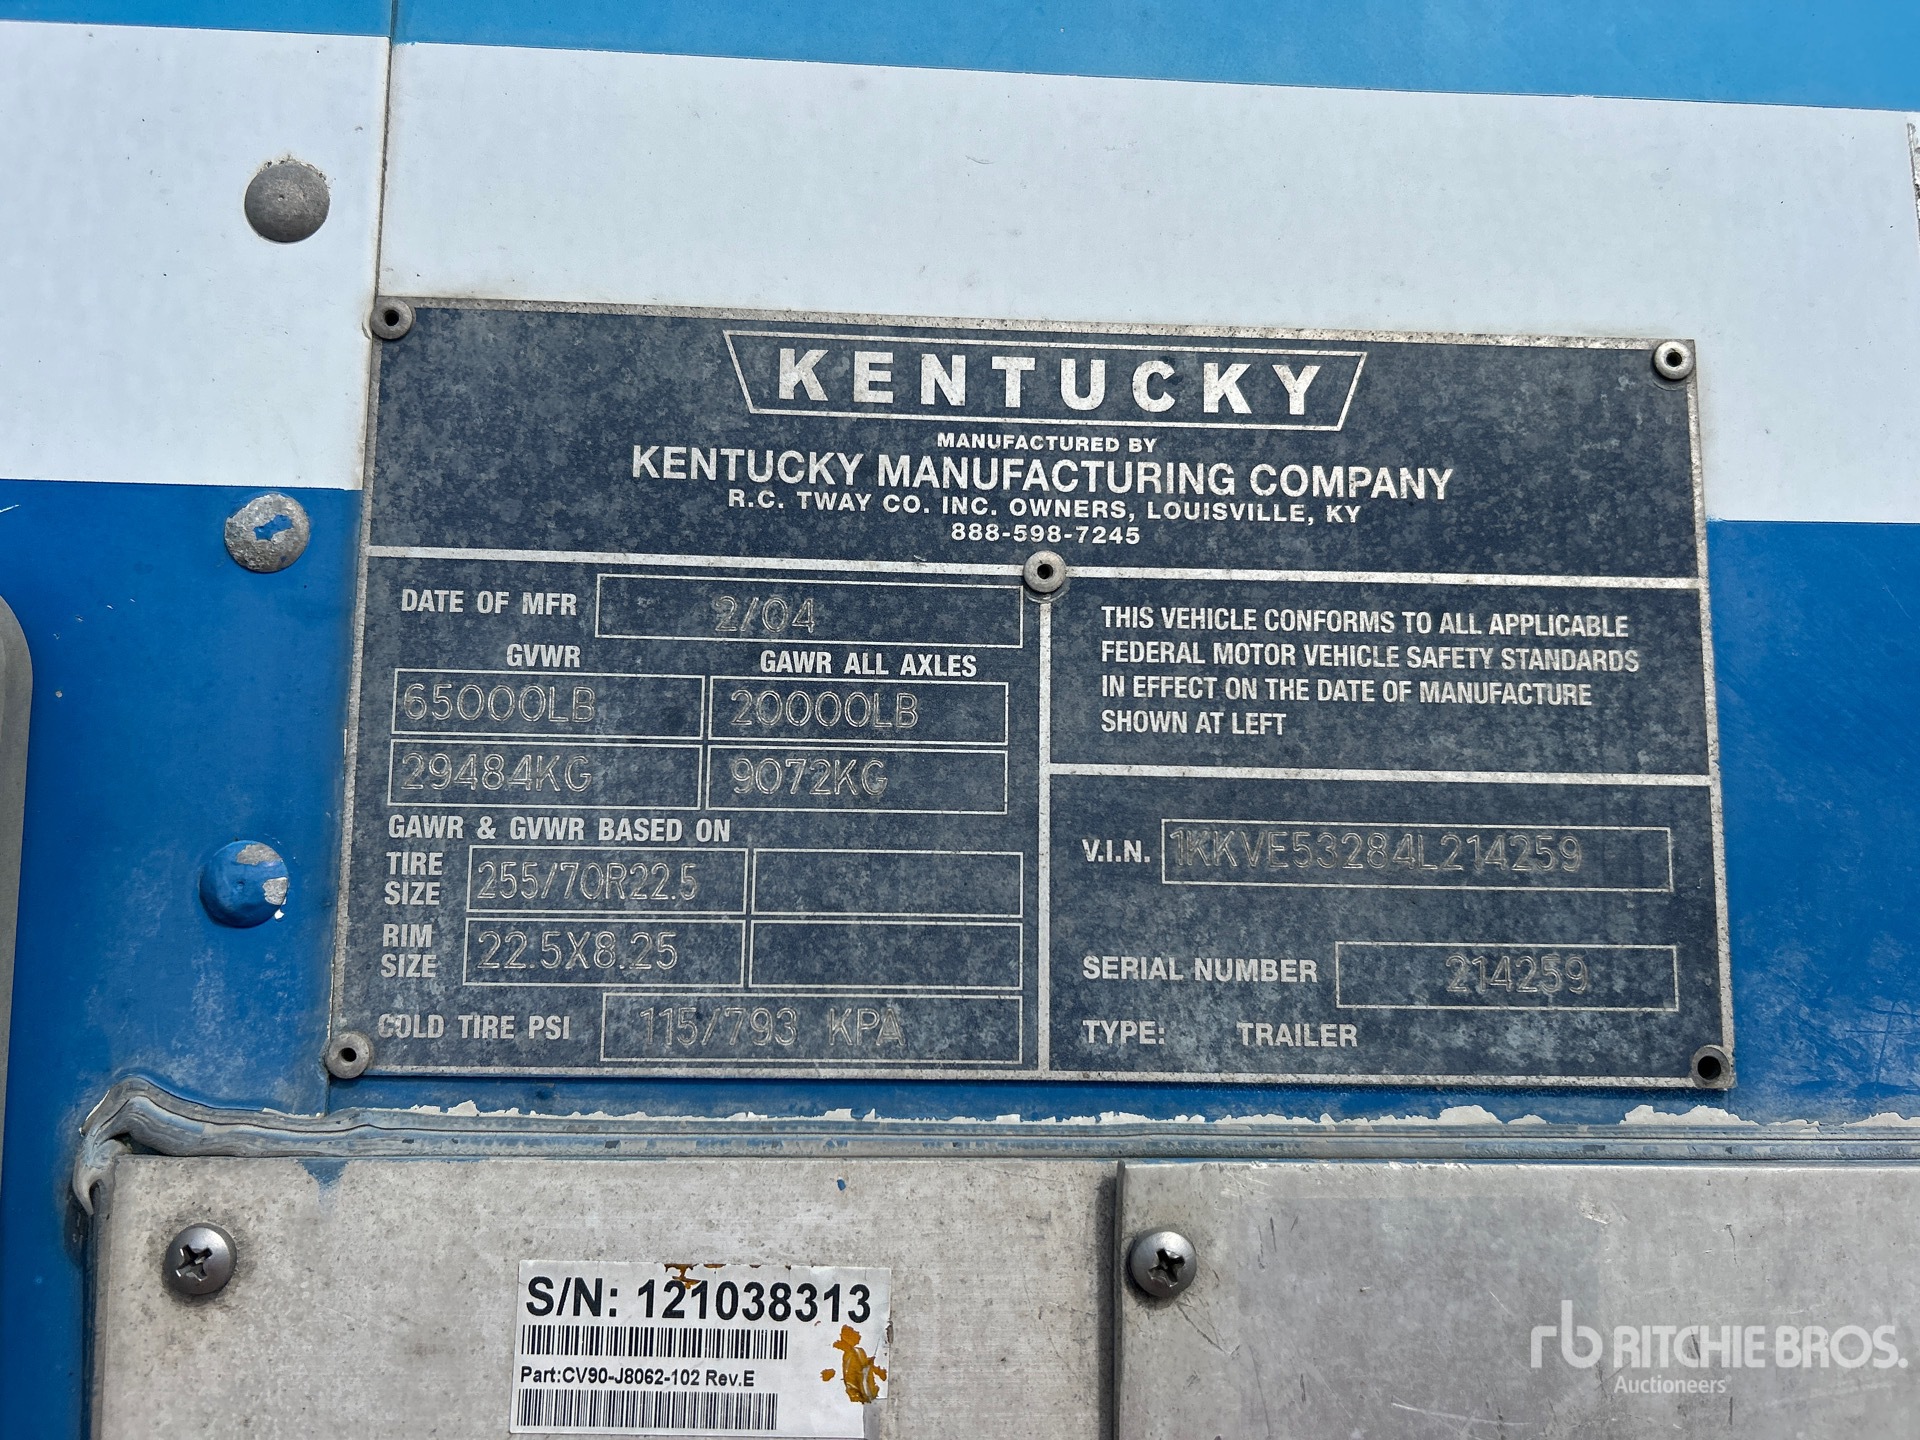 KENTUCKY
MANUFACTURED BY
KENTUCKY MANUFACTURING COMPANY
R.C. TWAY CO. INC. OWNERS, LOUISVILLE, KY
888-598-7245
DATE OF MFR 2/04
GVWR GAWR ALL AXLES
65000LB 20000LB
29484KG 9072KG
GAWR & GVWR BASED ON
TIRE SIZE 255/70R22.5
RIM SIZE 22.5X8.25
COLD TIRE PSI 115/793 KPA
THIS VEHICLE CONFORMS TO ALL APPLICABLE
FEDERAL MOTOR VEHICLE SAFETY STANDARDS
IN EFFECT ON THE DATE OF MANUFACTURE
SHOWN AT LEFT
V.I.N. 1KKVE53284L214259
SERIAL NUMBER 214259
TYPE: TRAILER
S/N: 121038313
Part:CV90-J8062-102 Rev.E
rb RITCHIE BROS.
Auctioneers